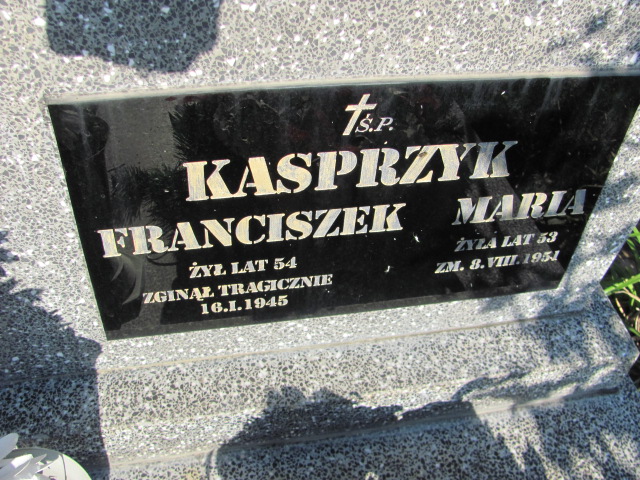 Ś.P.
KASPRZYK
FRANCISZEK
ŻYŁ LAT 54
ZGINĄŁ TRAGICZNIE
16.I.1945
MARIA
ŻYŁA LAT 53
ZM. 8.VIII.1951